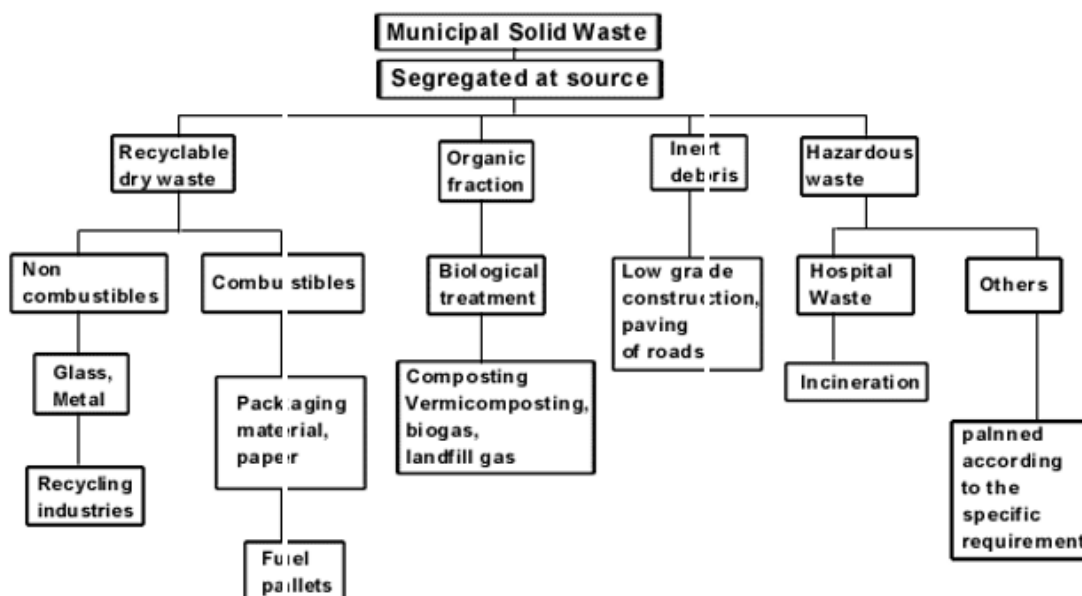 Municipal Solid Waste
Segregated at source
Recyclable
dry waste
Organic
fraction
Inert
debris
Hazardous
waste
Non
combustibles
Combustibles
Biological
treatment
Low grade
construction,
paving
of roads
Hospital
Waste
Others
Glass,
Metal
Packaging
material,
paper
Composting
Vermicomposting,
biogas,
landfill gas
Incineration
palnned
according
to the
specific
requirement
Recycling
industries
Fuel
pallets